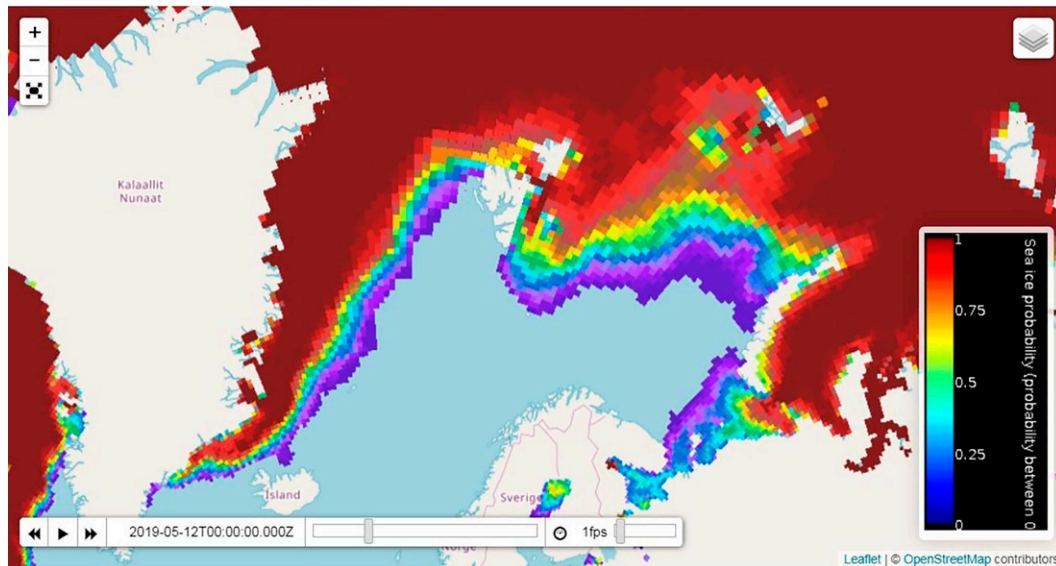 +
−
Kalaallit
Nunaat
Island
Sverige
Norge
2019-05-12T00:00:00.000Z
1fps
1
0.75
0.5
0.25
0
Sea ice probability (probability between 0
Leaflet | © OpenStreetMap contributors